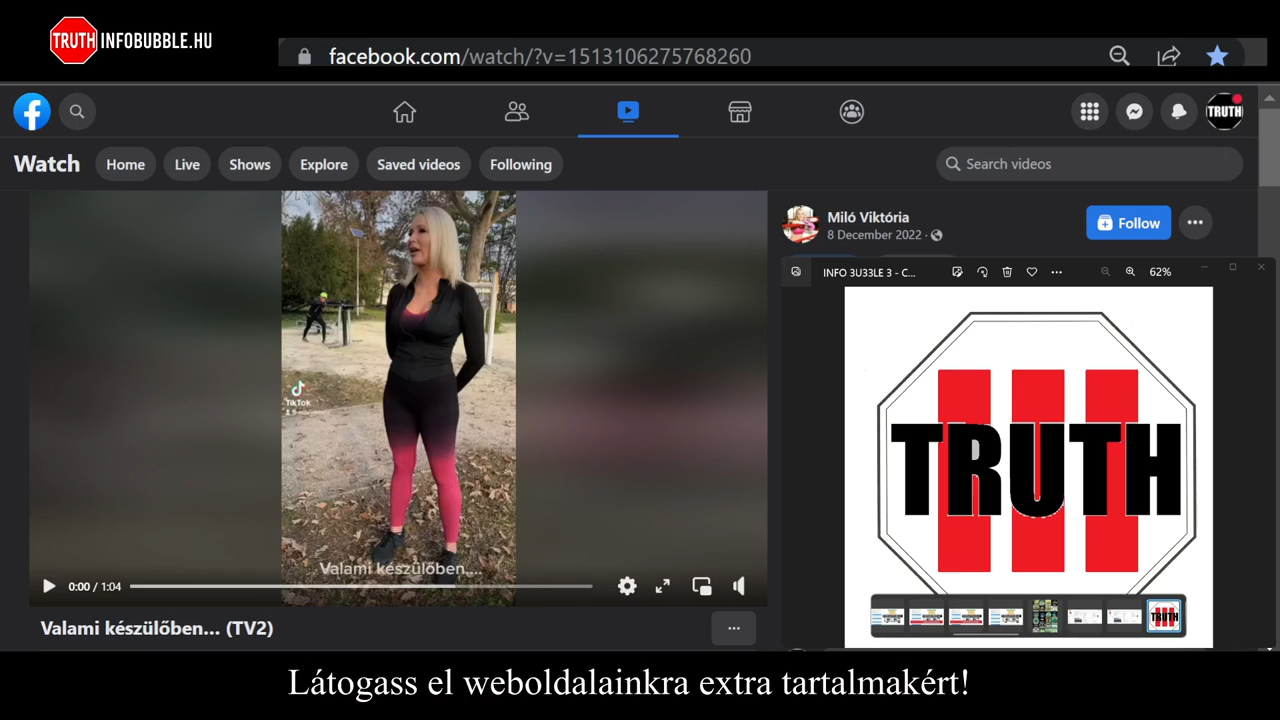 TRUTH INFOBUBBLE.HU
facebook.com/watch/?v=1513106275768260
TRUTH
Watch
Home
Live
Shows
Explore
Saved videos
Following
Search videos
Miló Viktória
8 December 2022 ·
Follow
INFO 3U33LE 3 - C...
62%
TikTok
TRUTH
Valami készülőben....
0:00 / 1:04
TRUTH
Valami készülőben... (TV2)
Látogass el weboldalainkra extra tartalmakért!